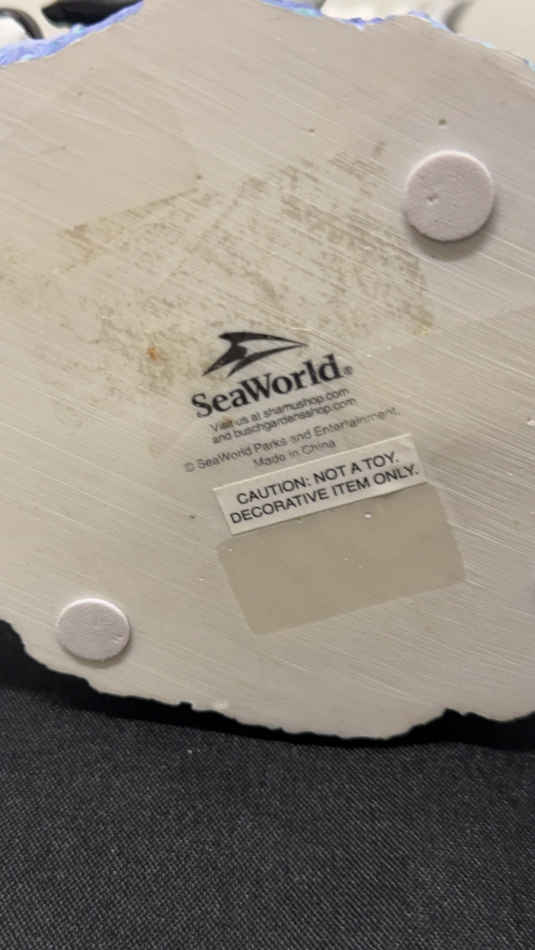 SeaWorld®
Visit us at shamushop.com
and buschgardensshop.com
© SeaWorld Parks and Entertainment.
Made in China
CAUTION: NOT A TOY.
DECORATIVE ITEM ONLY.